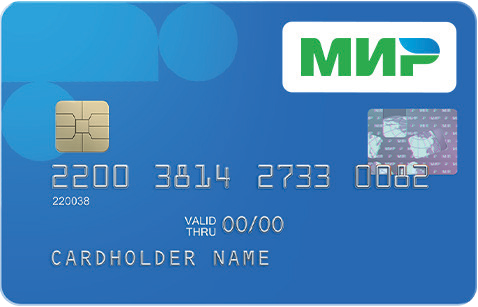 МИР
2200 3814 2733 0082
220038
VALID
THRU 00/00
CARDHOLDER NAME